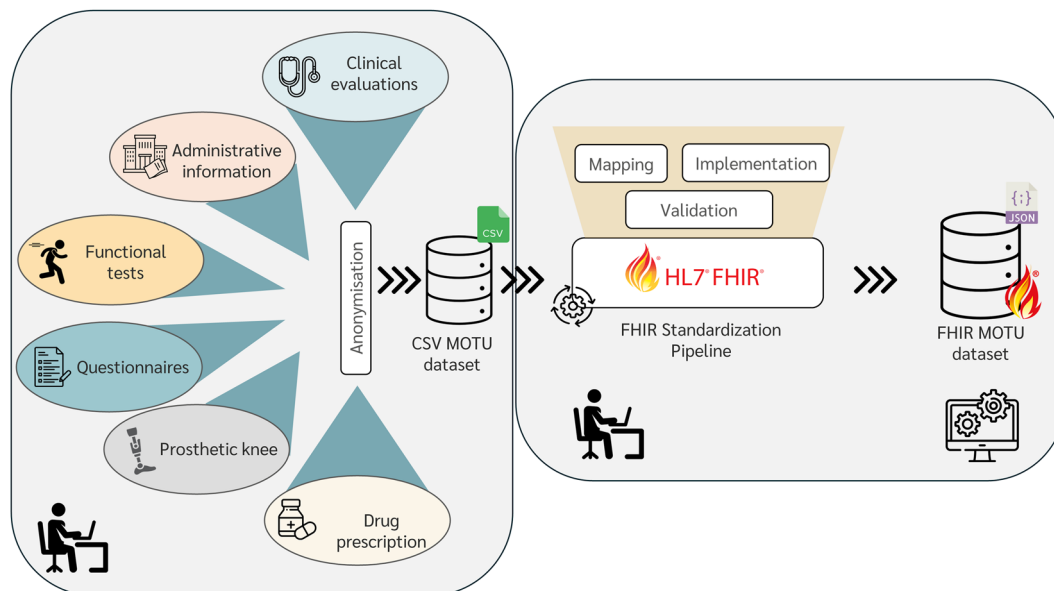 Clinical
evaluations
Administrative
information
Functional
tests
Questionnaires
Prosthetic knee
Drug
prescription
Anonymisation
CSV
CSV MOTU
dataset
Mapping
Implementation
Validation
HL7® FHIR®
FHIR Standardization
Pipeline
{;}
JSON
®
FHIR MOTU
dataset